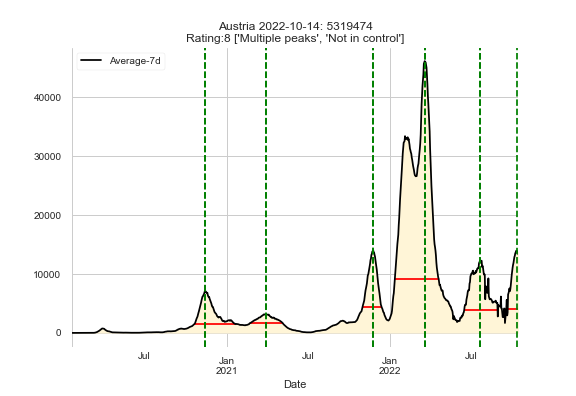 Austria 2022-10-14: 5319474
Rating:8 ['Multiple peaks', 'Not in control']
Average-7d
40000
30000
20000
10000
0
Jul
Jan
2021
Jul
Jan
2022
Jul
Date